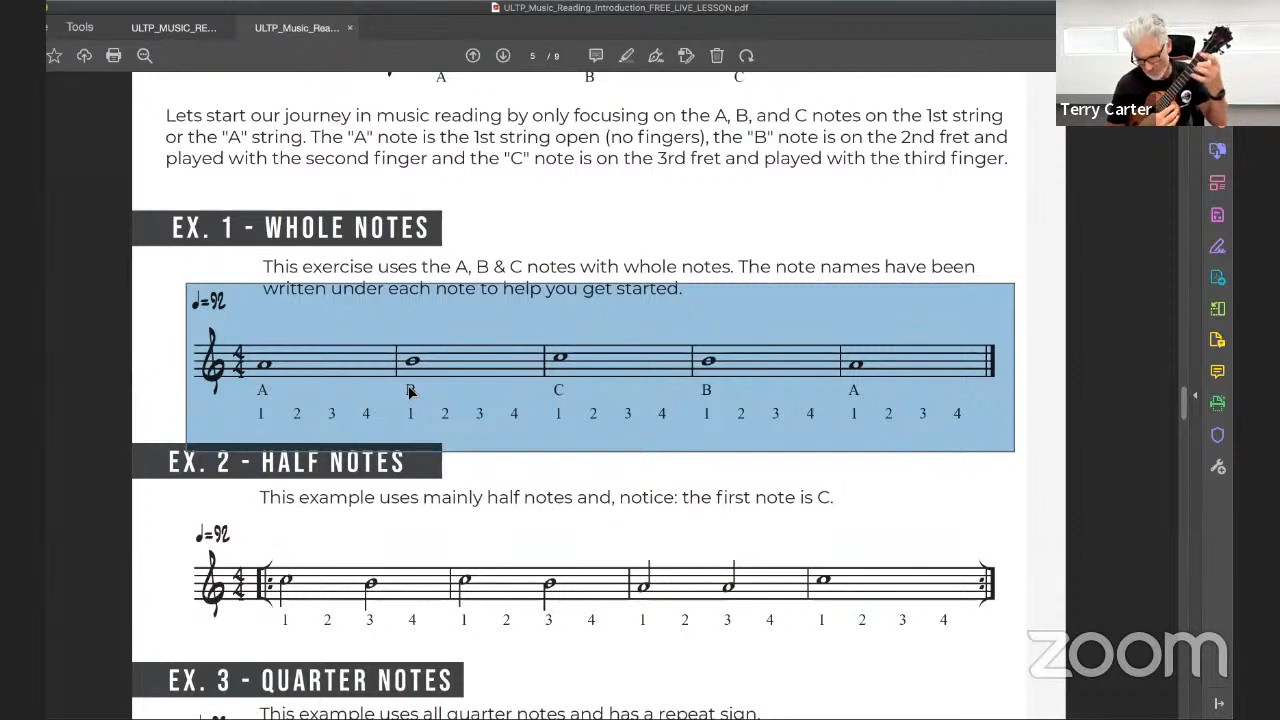 ULTP_Music_Reading_Introduction_FREE_LIVE_LESSON.pdf
Tools ULTP_MUSIC_RE... ULTP_Music_Rea... ×
5 / 9
Terry Carter
A B C
Lets start our journey in music reading by only focusing on the A, B, and C notes on the 1st string
or the "A" string. The "A" note is the 1st string open (no fingers), the "B" note is on the 2nd fret and
played with the second finger and the "C" note is on the 3rd fret and played with the third finger.
EX. 1 - WHOLE NOTES
This exercise uses the A, B & C notes with whole notes. The note names have been
written under each note to help you get started.
♩=92
4
4
A B C B A
1 2 3 4 1 2 3 4 1 2 3 4 1 2 3 4 1 2 3 4
EX. 2 - HALF NOTES
This example uses mainly half notes and, notice: the first note is C.
♩=92
4
4
1 2 3 4 1 2 3 4 1 2 3 4 1 2 3 4
zoom
EX. 3 - QUARTER NOTES
This example uses all quarter notes and has a repeat sign.